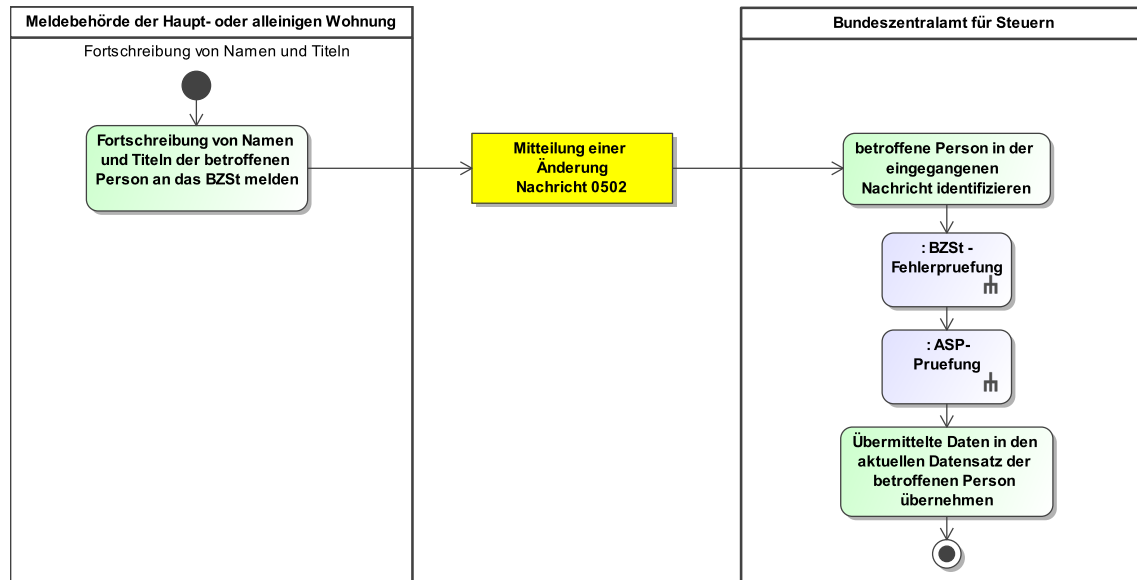 Meldebehörde der Haupt- oder alleinigen Wohnung
Fortschreibung von Namen und Titeln
Fortschreibung von Namen
und Titeln der betroffenen
Person an das BZSt melden
Mitteilung einer
Änderung
Nachricht 0502
Bundeszentralamt für Steuern
betroffene Person in der
eingegangenen
Nachricht identifizieren
: BZSt -
Fehlerpruefung
: ASP-
Pruefung
Übermittelte Daten in den
aktuellen Datensatz der
betroffenen Person
übernehmen